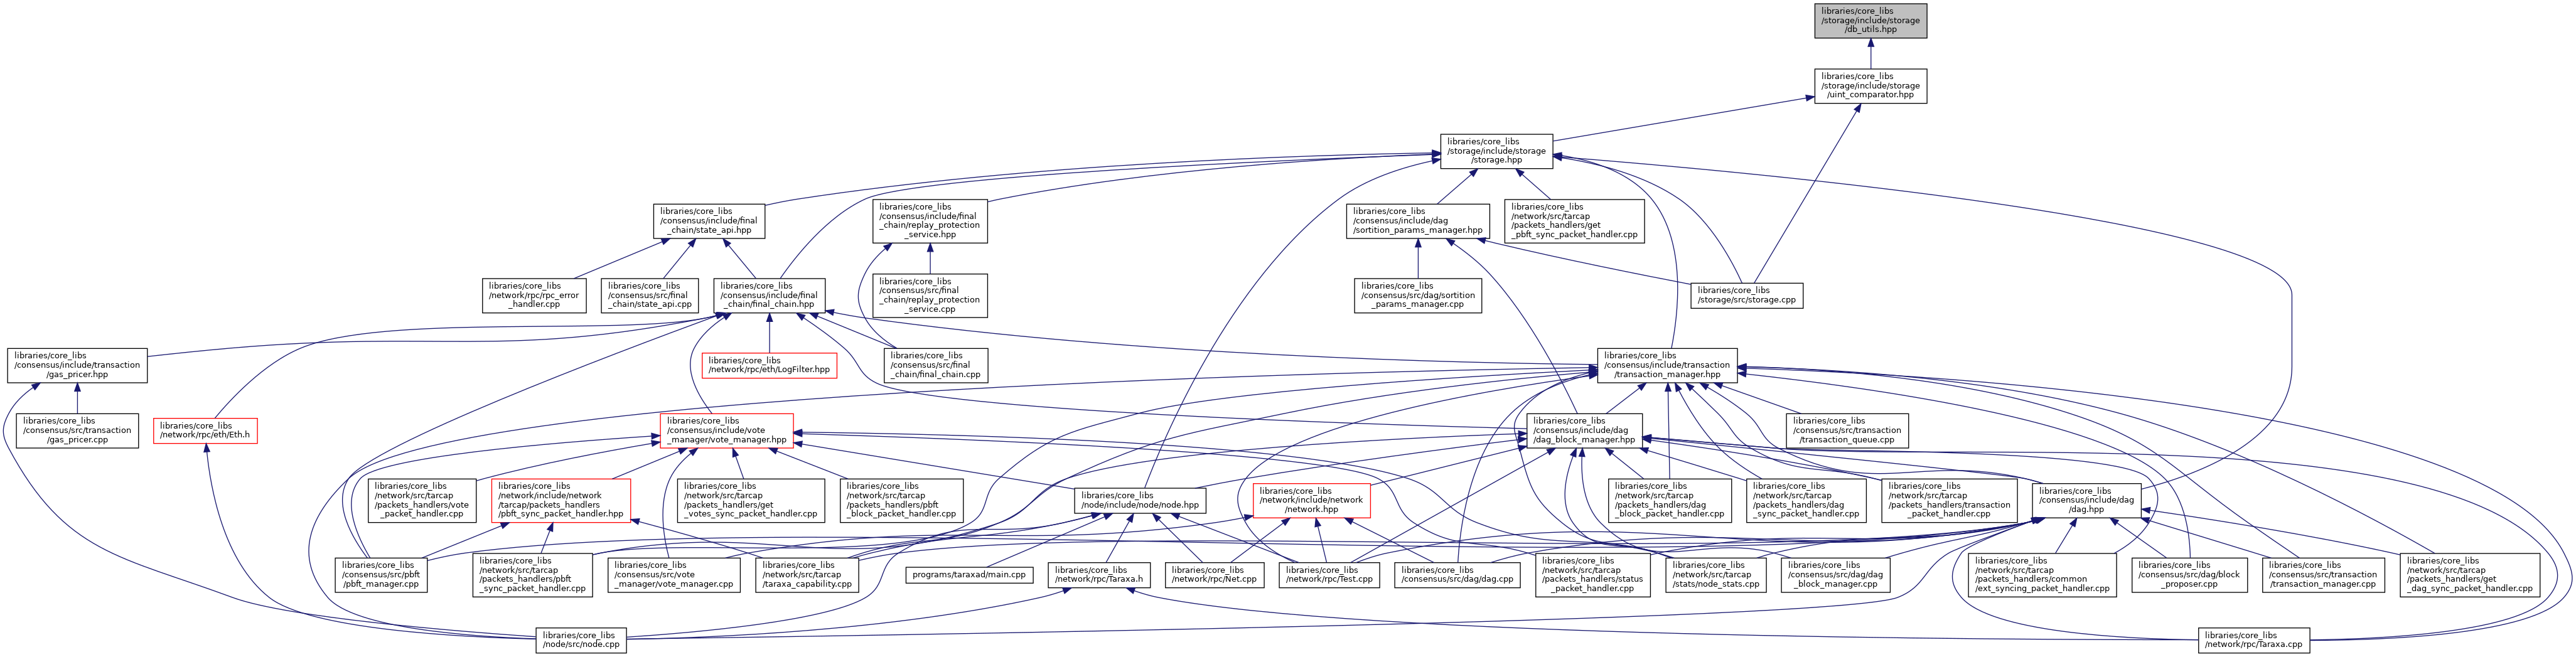 libraries/core_libs
/storage/include/storage
/db_utils.hpp
libraries/core_libs
/storage/include/storage
/uint_comparator.hpp
libraries/core_libs
/storage/include/storage
/storage.hpp
libraries/core_libs
/consensus/include/final
_chain/state_api.hpp
libraries/core_libs
/consensus/include/final
_chain/replay_protection
_service.hpp
libraries/core_libs
/consensus/include/dag
/sortition_params_manager.hpp
libraries/core_libs
/network/src/tarcap
/packets_handlers/get
_pbft_sync_packet_handler.cpp
libraries/core_libs
/network/rpc/rpc_error
_handler.cpp
libraries/core_libs
/consensus/src/final
_chain/state_api.cpp
libraries/core_libs
/consensus/include/final
_chain/final_chain.hpp
libraries/core_libs
/consensus/src/final
_chain/replay_protection
_service.cpp
libraries/core_libs
/consensus/src/dag/sortition
_params_manager.cpp
libraries/core_libs
/storage/src/storage.cpp
libraries/core_libs
/consensus/include/transaction
/gas_pricer.hpp
libraries/core_libs
/network/rpc/eth/LogFilter.hpp
libraries/core_libs
/consensus/src/final
_chain/final_chain.cpp
libraries/core_libs
/consensus/include/transaction
/transaction_manager.hpp
libraries/core_libs
/consensus/src/transaction
/gas_pricer.cpp
libraries/core_libs
/network/rpc/eth/Eth.h
libraries/core_libs
/consensus/include/vote
_manager/vote_manager.hpp
libraries/core_libs
/consensus/include/dag
/dag_block_manager.hpp
libraries/core_libs
/consensus/src/transaction
/transaction_queue.cpp
libraries/core_libs
/network/src/tarcap
/packets_handlers/vote
_packet_handler.cpp
libraries/core_libs
/network/include/network
/tarcap/packets_handlers
/pbft_sync_packet_handler.hpp
libraries/core_libs
/network/src/tarcap
/packets_handlers/get
_votes_sync_packet_handler.cpp
libraries/core_libs
/network/src/tarcap
/packets_handlers/pbft
_block_packet_handler.cpp
libraries/core_libs
/node/include/node/node.hpp
libraries/core_libs
/network/include/network
/network.hpp
libraries/core_libs
/network/src/tarcap
/packets_handlers/dag
_block_packet_handler.cpp
libraries/core_libs
/network/src/tarcap
/packets_handlers/dag
_sync_packet_handler.cpp
libraries/core_libs
/network/src/tarcap
/packets_handlers/transaction
_packet_handler.cpp
libraries/core_libs
/consensus/include/dag
/dag.hpp
libraries/core_libs
/consensus/src/pbft
/pbft_manager.cpp
libraries/core_libs
/network/src/tarcap
/packets_handlers/pbft
_sync_packet_handler.cpp
libraries/core_libs
/consensus/src/vote
_manager/vote_manager.cpp
libraries/core_libs
/network/src/tarcap
/taraxa_capability.cpp
programs/taraxad/main.cpp
libraries/core_libs
/network/rpc/Taraxa.h
libraries/core_libs
/network/rpc/Net.cpp
libraries/core_libs
/network/rpc/Test.cpp
libraries/core_libs
/consensus/src/dag/dag.cpp
libraries/core_libs
/network/src/tarcap
/packets_handlers/status
_packet_handler.cpp
libraries/core_libs
/network/src/tarcap
/stats/node_stats.cpp
libraries/core_libs
/consensus/src/dag/dag
_block_manager.cpp
libraries/core_libs
/network/src/tarcap
/packets_handlers/common
/ext_syncing_packet_handler.cpp
libraries/core_libs
/consensus/src/dag/block
_proposer.cpp
libraries/core_libs
/consensus/src/transaction
/transaction_manager.cpp
libraries/core_libs
/network/src/tarcap
/packets_handlers/get
_dag_sync_packet_handler.cpp
libraries/core_libs
/node/src/node.cpp
libraries/core_libs
/network/rpc/Taraxa.cpp